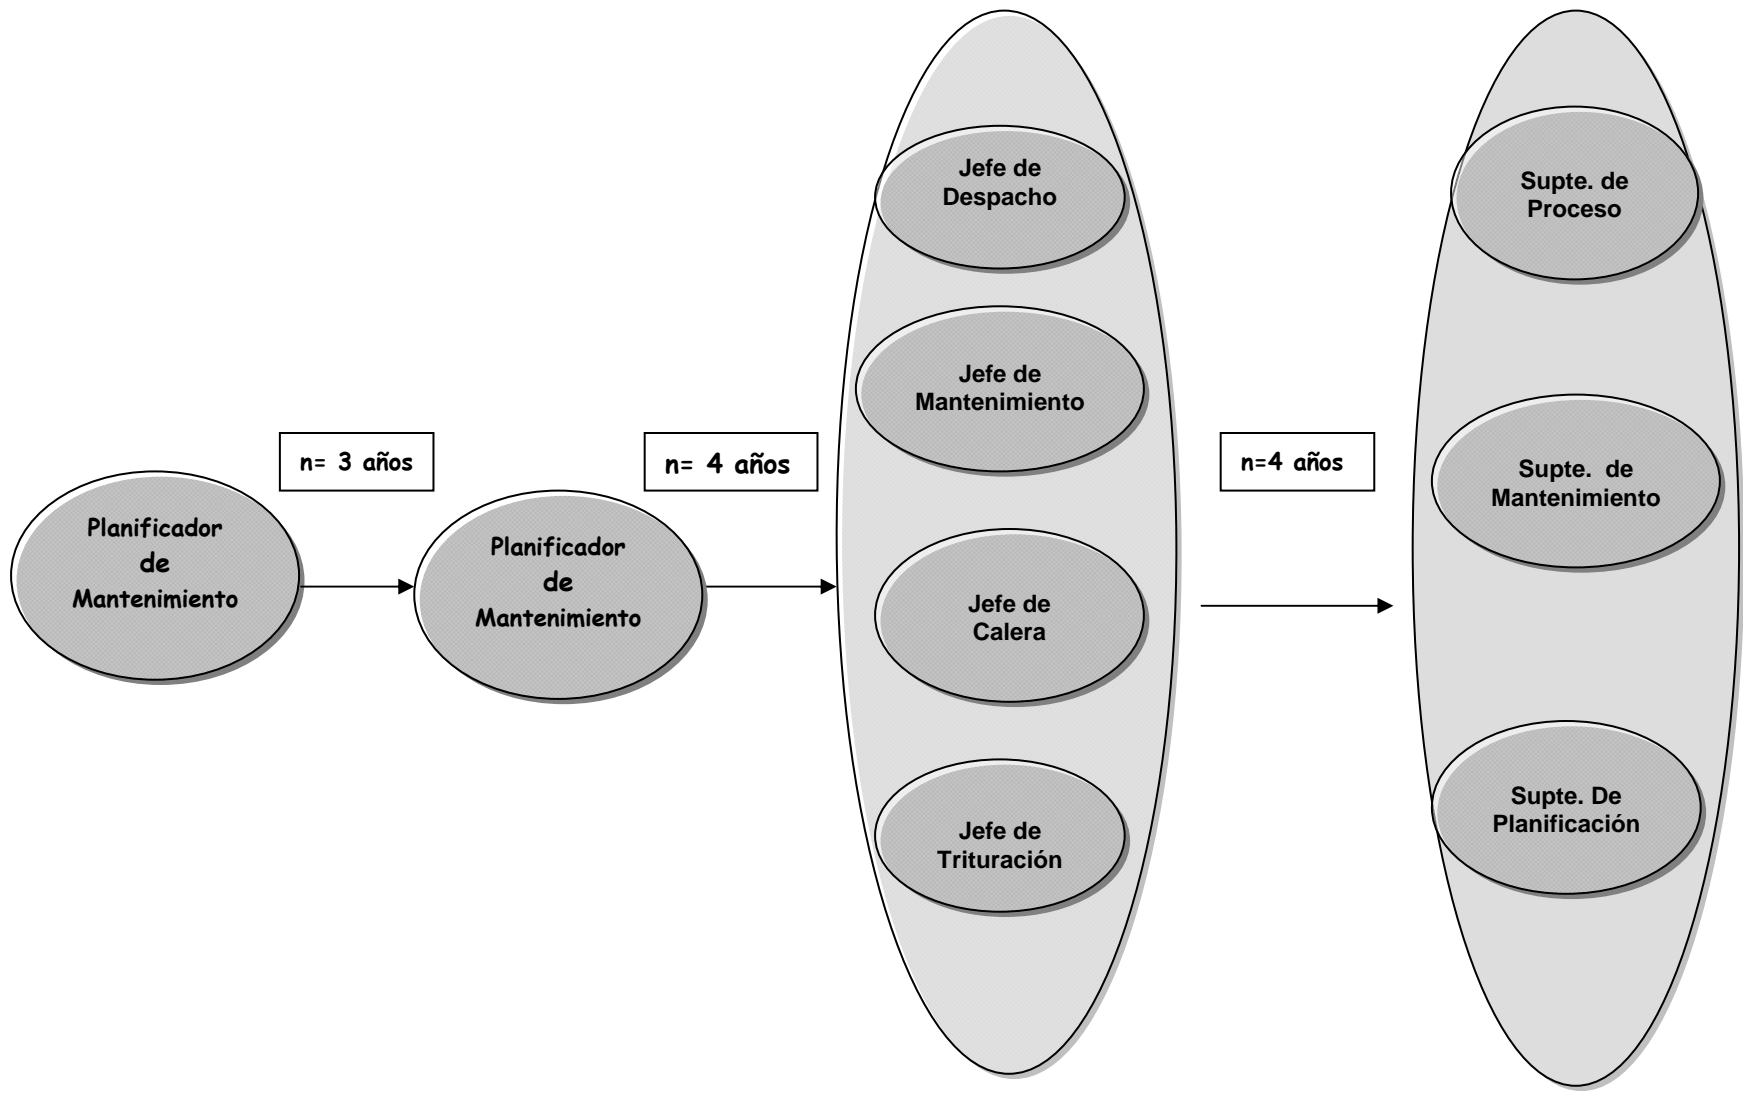 Planificador
de
Mantenimiento
n= 3 años
Planificador
de
Mantenimiento
n= 4 años
Jefe de
Despacho
Jefe de
Mantenimiento
Jefe de
Calera
Jefe de
Trituración
n=4 años
Supte. de
Proceso
Supte.  de
Mantenimiento
Supte. De
Planificación